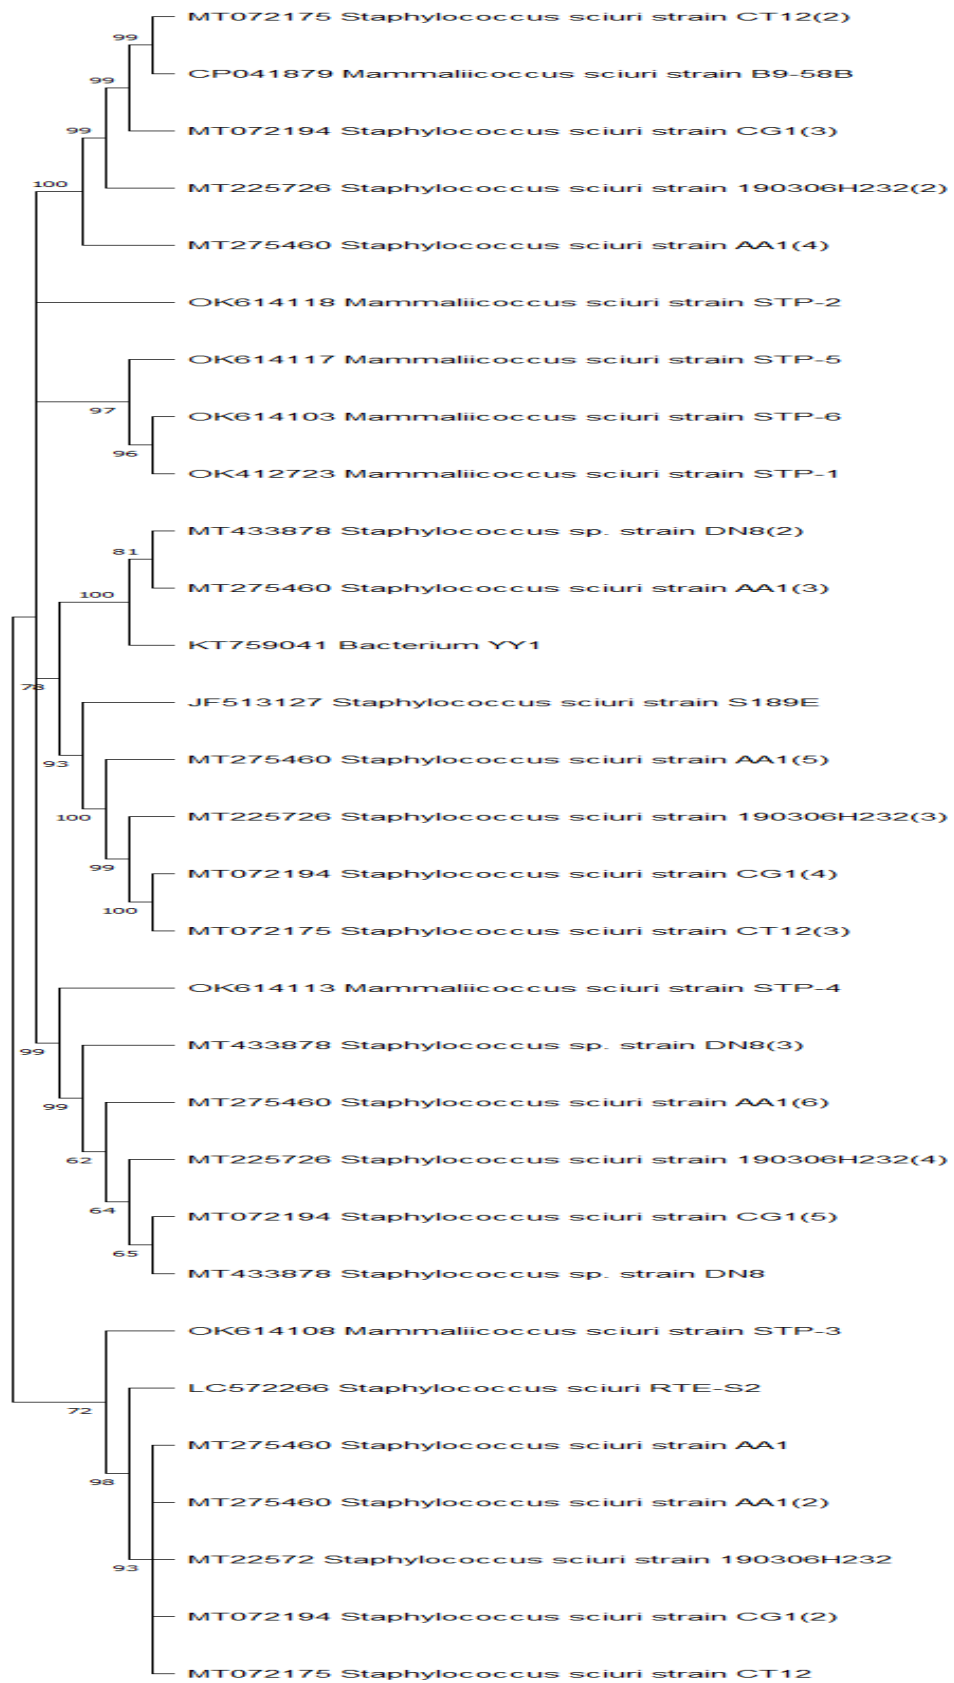 MT072175 Staphylococcus sciuri strain CT12(2)
99
CP041879 Mammaliicoccus sciuri strain B9-58B
99
MT072194 Staphylococcus sciuri strain CG1(3)
99
MT225726 Staphylococcus sciuri strain 190306H232(2)
100
MT275460 Staphylococcus sciuri strain AA1(4)
OK614118 Mammaliicoccus sciuri strain STP-2
OK614117 Mammaliicoccus sciuri strain STP-5
97
OK614103 Mammaliicoccus sciuri strain STP-6
96
OK412723 Mammaliicoccus sciuri strain STP-1
MT433878 Staphylococcus sp. strain DN8(2)
81
MT275460 Staphylococcus sciuri strain AA1(3)
100
KT759041 Bacterium YY1
78
JF513127 Staphylococcus sciuri strain S189E
93
MT275460 Staphylococcus sciuri strain AA1(5)
100
MT225726 Staphylococcus sciuri strain 190306H232(3)
99
MT072194 Staphylococcus sciuri strain CG1(4)
100
MT072175 Staphylococcus sciuri strain CT12(3)
OK614113 Mammaliicoccus sciuri strain STP-4
99
MT433878 Staphylococcus sp. strain DN8(3)
99
MT275460 Staphylococcus sciuri strain AA1(6)
62
MT225726 Staphylococcus sciuri strain 190306H232(4)
64
MT072194 Staphylococcus sciuri strain CG1(5)
65
MT433878 Staphylococcus sp. strain DN8
OK614108 Mammaliicoccus sciuri strain STP-3
72
LC572266 Staphylococcus sciuri RTE-S2
98
MT275460 Staphylococcus sciuri strain AA1
MT275460 Staphylococcus sciuri strain AA1(2)
MT22572 Staphylococcus sciuri strain 190306H232
93
MT072194 Staphylococcus sciuri strain CG1(2)
MT072175 Staphylococcus sciuri strain CT12